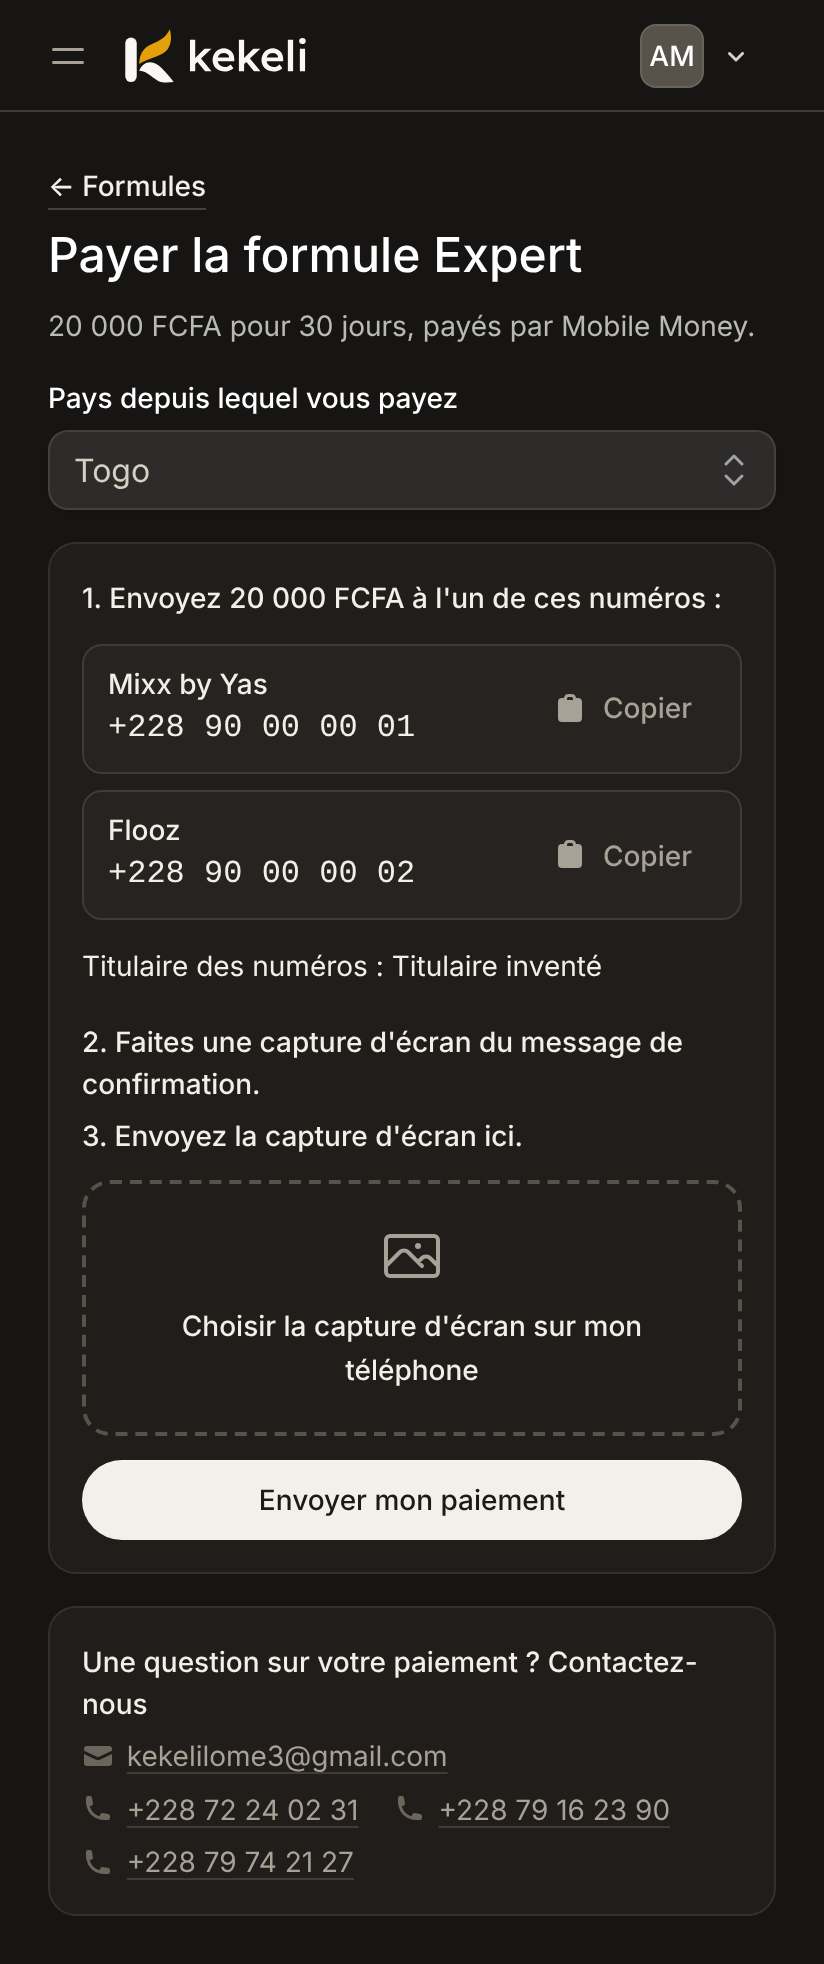 kekeli
AM
← Formules
Payer la formule Expert
20 000 FCFA pour 30 jours, payés par Mobile Money.
Pays depuis lequel vous payez
Togo
1. Envoyez 20 000 FCFA à l'un de ces numéros :
Mixx by Yas
+228 90 00 00 01
Copier
Flooz
+228 90 00 00 02
Copier
Titulaire des numéros : Titulaire inventé
2. Faites une capture d'écran du message de
confirmation.
3. Envoyez la capture d'écran ici.
Choisir la capture d'écran sur mon
téléphone
Envoyer mon paiement
Une question sur votre paiement ? Contactez-
nous
kekelilome3@gmail.com
+228 72 24 02 31 +228 79 16 23 90
+228 79 74 21 27